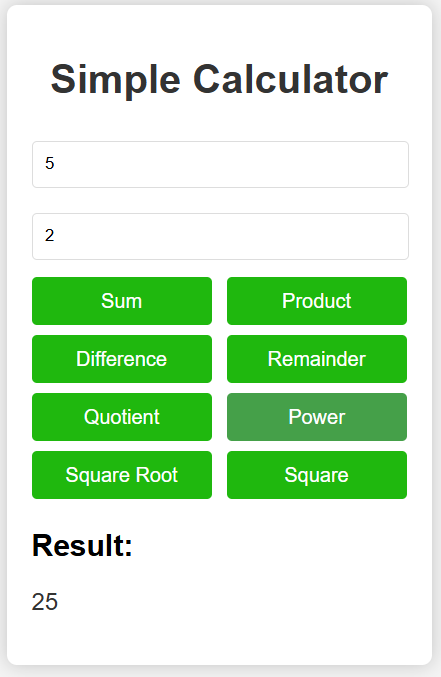 Simple Calculator
5
2
Sum Product
Difference Remainder
Quotient Power
Square Root Square
Result:
25